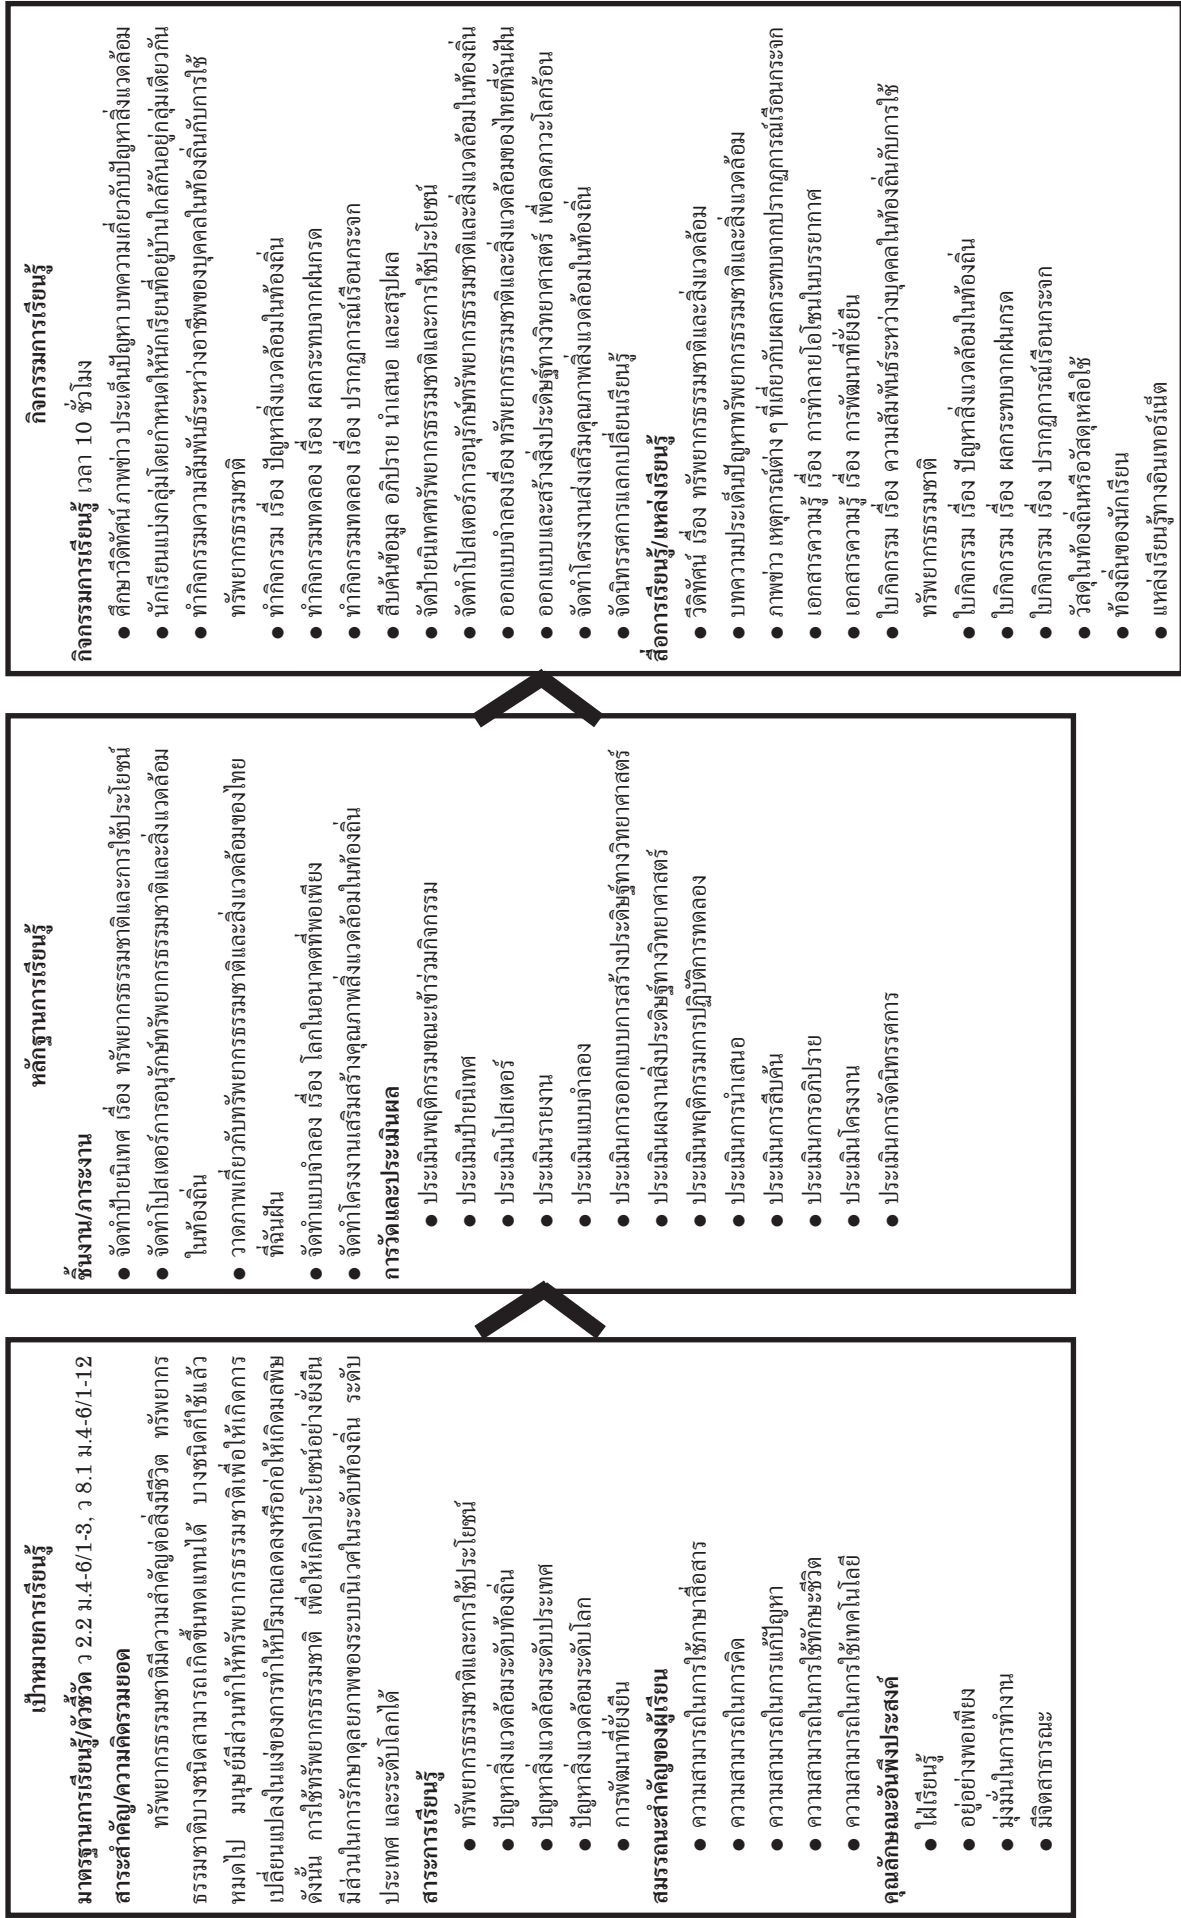 เป้าหมายการเรียนรู้
มาตรฐานการเรียนรู้/ตัวชี้วัด ว 2.2 ม.4-6/1-3, ว 8.1 ม.4-6/1-12
สาระสำคัญ/ความคิดรวบยอด
ทรัพยากรธรรมชาติมีความสำคัญต่อสิ่งมีชีวิต ทรัพยากร
ธรรมชาติบางชนิดสามารถเกิดขึ้นทดแทนได้ บางชนิดก็ใช้แล้ว
หมดไป มนุษย์มีส่วนทำให้ทรัพยากรธรรมชาติเพื่อให้เกิดการ
เปลี่ยนแปลงในแง่ของการทำให้ปริมาณลดลงหรือก่อให้เกิดมลพิษ
ดังนั้น การใช้ทรัพยากรธรรมชาติ เพื่อให้เกิดประโยชน์อย่างยั่งยืน
มีส่วนในการรักษาดุลยภาพของระบบนิเวศในระดับท้องถิ่น ระดับ
ประเทศ และระดับโลกได้
สาระการเรียนรู้
● ทรัพยากรธรรมชาติและการใช้ประโยชน์
● ปัญหาสิ่งแวดล้อมระดับท้องถิ่น
● ปัญหาสิ่งแวดล้อมระดับประเทศ
● ปัญหาสิ่งแวดล้อมระดับโลก
● การพัฒนาที่ยั่งยืน
สมรรถนะสำคัญของผู้เรียน
● ความสามารถในการใช้ภาษาสื่อสาร
● ความสามารถในการคิด
● ความสามารถในการแก้ปัญหา
● ความสามารถในการใช้ทักษะชีวิต
● ความสามารถในการใช้เทคโนโลยี
คุณลักษณะอันพึงประสงค์
● ใฝ่เรียนรู้
● อยู่อย่างพอเพียง
● มุ่งมั่นในการทำงาน
● มีจิตสาธารณะ
หลักฐานการเรียนรู้
ชิ้นงาน/ภาระงาน
● จัดทำป้ายนิเทศ เรื่อง ทรัพยากรธรรมชาติและการใช้ประโยชน์
● จัดทำโปสเตอร์การอนุรักษ์ทรัพยากรธรรมชาติและสิ่งแวดล้อม
ในท้องถิ่น
● วาดภาพเกี่ยวกับทรัพยากรธรรมชาติและสิ่งแวดล้อมของไทย
ที่ฉันฝัน
● จัดทำแบบจำลอง เรื่อง โลกในอนาคตที่พอเพียง
● จัดทำโครงงานเสริมสร้างคุณภาพสิ่งแวดล้อมในท้องถิ่น
การวัดและประเมินผล
● ประเมินพฤติกรรมขณะเข้าร่วมกิจกรรม
● ประเมินป้ายนิเทศ
● ประเมินโปสเตอร์
● ประเมินรายงาน
● ประเมินแบบจำลอง
● ประเมินการออกแบบการสร้างประดิษฐ์ทางวิทยาศาสตร์
● ประเมินผลงานสิ่งประดิษฐ์ทางวิทยาศาสตร์
● ประเมินพฤติกรรมการปฏิบัติการทดลอง
● ประเมินการนำเสนอ
● ประเมินการสืบค้น
● ประเมินการอภิปราย
● ประเมินโครงงาน
● ประเมินการจัดนิทรรศการ
กิจกรรมการเรียนรู้
กิจกรรมการเรียนรู้ เวลา 10 ชั่วโมง
● ศึกษาวีดิทัศน์ ภาพข่าว ประเด็นปัญหา บทความเกี่ยวกับปัญหาสิ่งแวดล้อม
● นักเรียนแบ่งกลุ่มโดยกำหนดให้นักเรียนที่อยู่บ้านใกล้กันอยู่กลุ่มเดียวกัน
● ทำกิจกรรมความสัมพันธ์ระหว่างอาชีพของบุคคลในท้องถิ่นกับการใช้
ทรัพยากรธรรมชาติ
● ทำกิจกรรม เรื่อง ปัญหาสิ่งแวดล้อมในท้องถิ่น
● ทำกิจกรรมทดลอง เรื่อง ผลกระทบจากฝนกรด
● ทำกิจกรรมทดลอง เรื่อง ปรากฏการณ์เรือนกระจก
● สืบค้นข้อมูล อภิปราย นำเสนอ และสรุปผล
● จัดป้ายนิเทศทรัพยากรธรรมชาติและการใช้ประโยชน์
● จัดทำโปสเตอร์การอนุรักษ์ทรัพยากรธรรมชาติและสิ่งแวดล้อมในท้องถิ่น
● ออกแบบจำลองเรื่อง ทรัพยากรธรรมชาติและสิ่งแวดล้อมของไทยที่ฉันฝัน
● ออกแบบและสร้างสิ่งประดิษฐ์ทางวิทยาศาสตร์ เพื่อลดภาวะโลกร้อน
● จัดทำโครงงานส่งเสริมคุณภาพสิ่งแวดล้อมในท้องถิ่น
● จัดนิทรรศการแลกเปลี่ยนเรียนรู้
สื่อการเรียนรู้/แหล่งเรียนรู้
● วีดิทัศน์ เรื่อง ทรัพยากรธรรมชาติและสิ่งแวดล้อม
● บทความประเด็นปัญหาทรัพยากรธรรมชาติและสิ่งแวดล้อม
● ภาพข่าว เหตุการณ์ต่าง ๆ ที่เกี่ยวกับผลกระทบจากปรากฏการณ์เรือนกระจก
● เอกสารความรู้ เรื่อง การทำลายโอโซนในบรรยากาศ
● เอกสารความรู้ เรื่อง การพัฒนาที่ยั่งยืน
● ใบกิจกรรม เรื่อง ความสัมพันธ์ระหว่างบุคคลในท้องถิ่นกับการใช้
ทรัพยากรธรรมชาติ
● ใบกิจกรรม เรื่อง ปัญหาสิ่งแวดล้อมในท้องถิ่น
● ใบกิจกรรม เรื่อง ผลกระทบจากฝนกรด
● ใบกิจกรรม เรื่อง ปรากฏการณ์เรือนกระจก
● วัสดุในท้องถิ่นหรือวัสดุเหลือใช้
● ท้องถิ่นของนักเรียน
● แหล่งเรียนรู้ทางอินเทอร์เน็ต